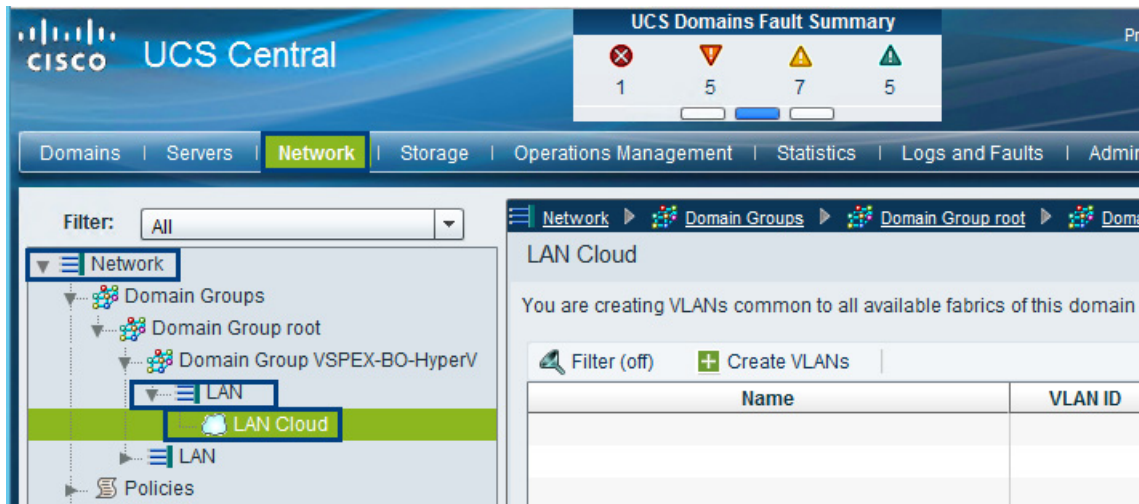 UCS Domains Fault Summary
Pr
CISCO UCS Central
1 5 7 5
Domains | Servers | Network | Storage | Operations Management | Statistics | Logs and Faults | Admin
Filter: All
Network Domain Groups Domain Group root Doma
Network
LAN Cloud
Domain Groups
You are creating VLANs common to all available fabrics of this domain
Domain Group root
Domain Group VSPEX-BO-HyperV
Filter (off) Create VLANs
LAN
Name VLAN ID
LAN Cloud
LAN
Policies